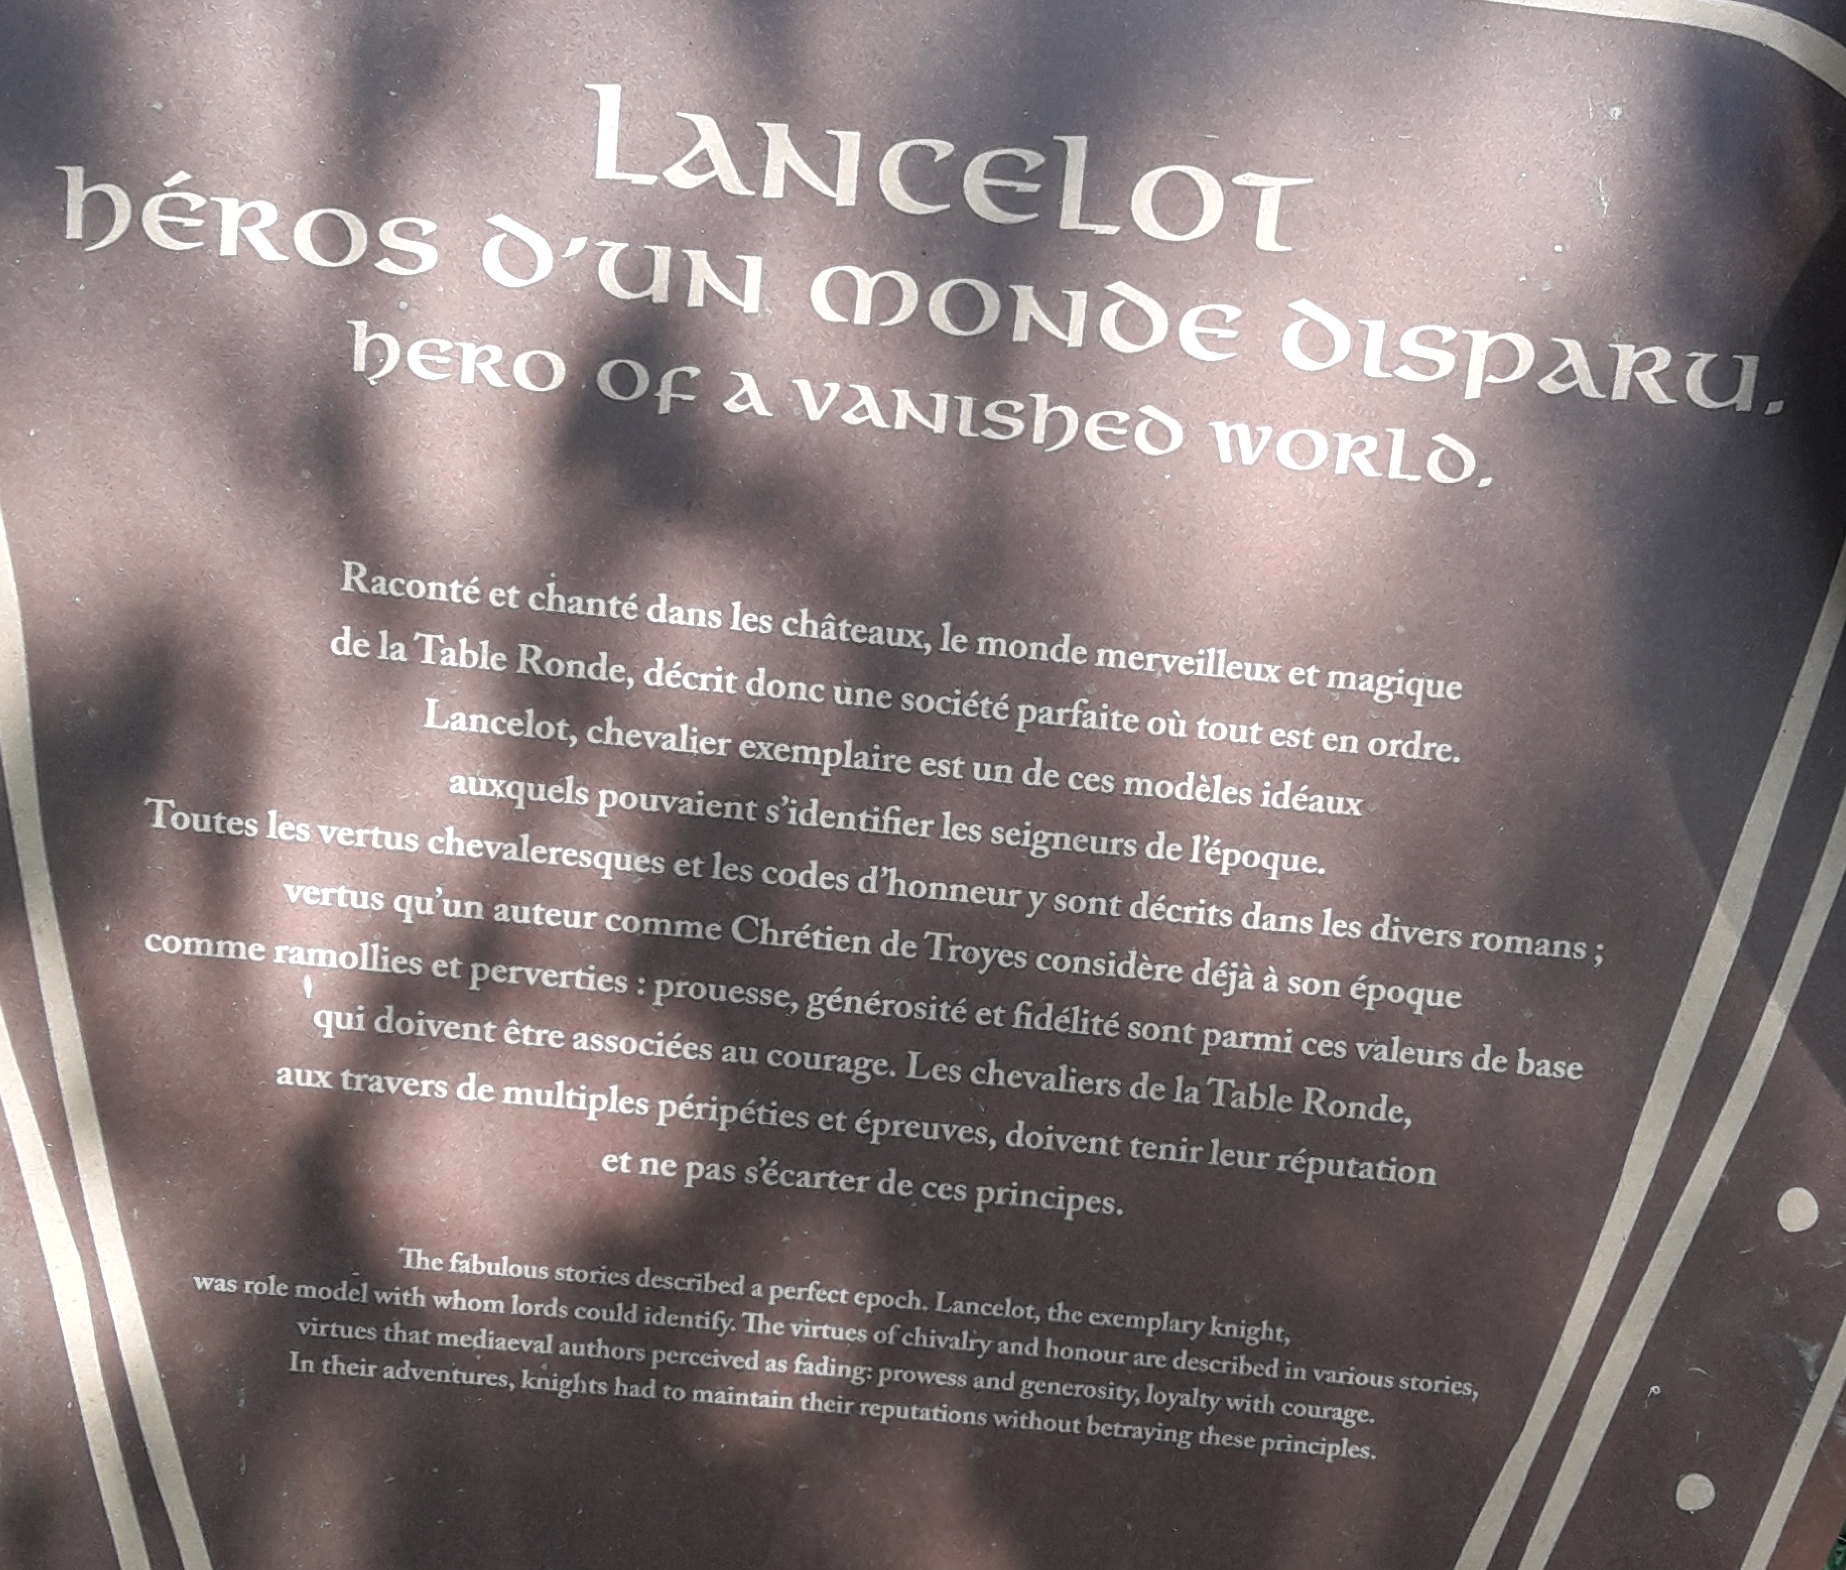 LANCELOT
héros d'un monde disparu.
hero of a vanished world.
Raconté et chanté dans les châteaux, le monde merveilleux et magique
de la Table Ronde, décrit donc une société parfaite où tout est en ordre.
Lancelot, chevalier exemplaire est un de ces modèles idéaux
auxquels pouvaient s'identifier les seigneurs de l'époque.
Toutes les vertus chevaleresques et les codes d'honneur y sont décrits dans les divers romans ;
vertus qu'un auteur comme Chrétien de Troyes considère déjà à son époque
comme ramollies et perverties : prouesse, générosité et fidélité sont parmi ces valeurs de base
qui doivent être associées au courage. Les chevaliers de la Table Ronde,
aux travers de multiples péripéties et épreuves, doivent tenir leur réputation
et ne pas s'écarter de ces principes.
The fabulous stories described a perfect epoch. Lancelot, the exemplary knight,
was role model with whom lords could identify. The virtues of chivalry and honour are described in various stories,
virtues that mediaeval authors perceived as fading: prowess and generosity, loyalty with courage.
In their adventures, knights had to maintain their reputations without betraying these principles.